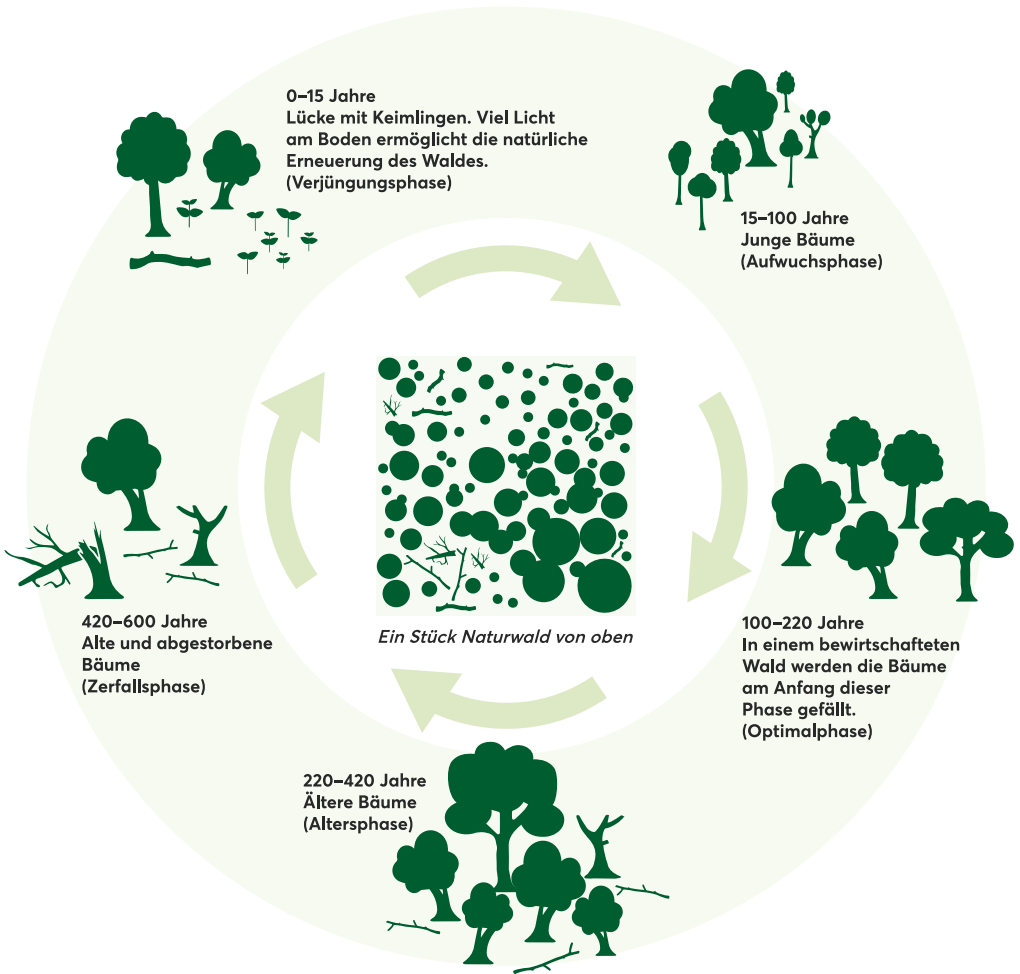 0–15 Jahre
Lücke mit Keimlingen. Viel Licht
am Boden ermöglicht die natürliche
Erneuerung des Waldes.
(Verjüngungsphase)
15–100 Jahre
Junge Bäume
(Aufwuchsphase)
100–220 Jahre
In einem bewirtschafteten
Wald werden die Bäume
am Anfang dieser
Phase gefällt.
(Optimalphase)
220–420 Jahre
Ältere Bäume
(Altersphase)
420–600 Jahre
Alte und abgestorbene
Bäume
(Zerfallsphase)
Ein Stück Naturwald von oben